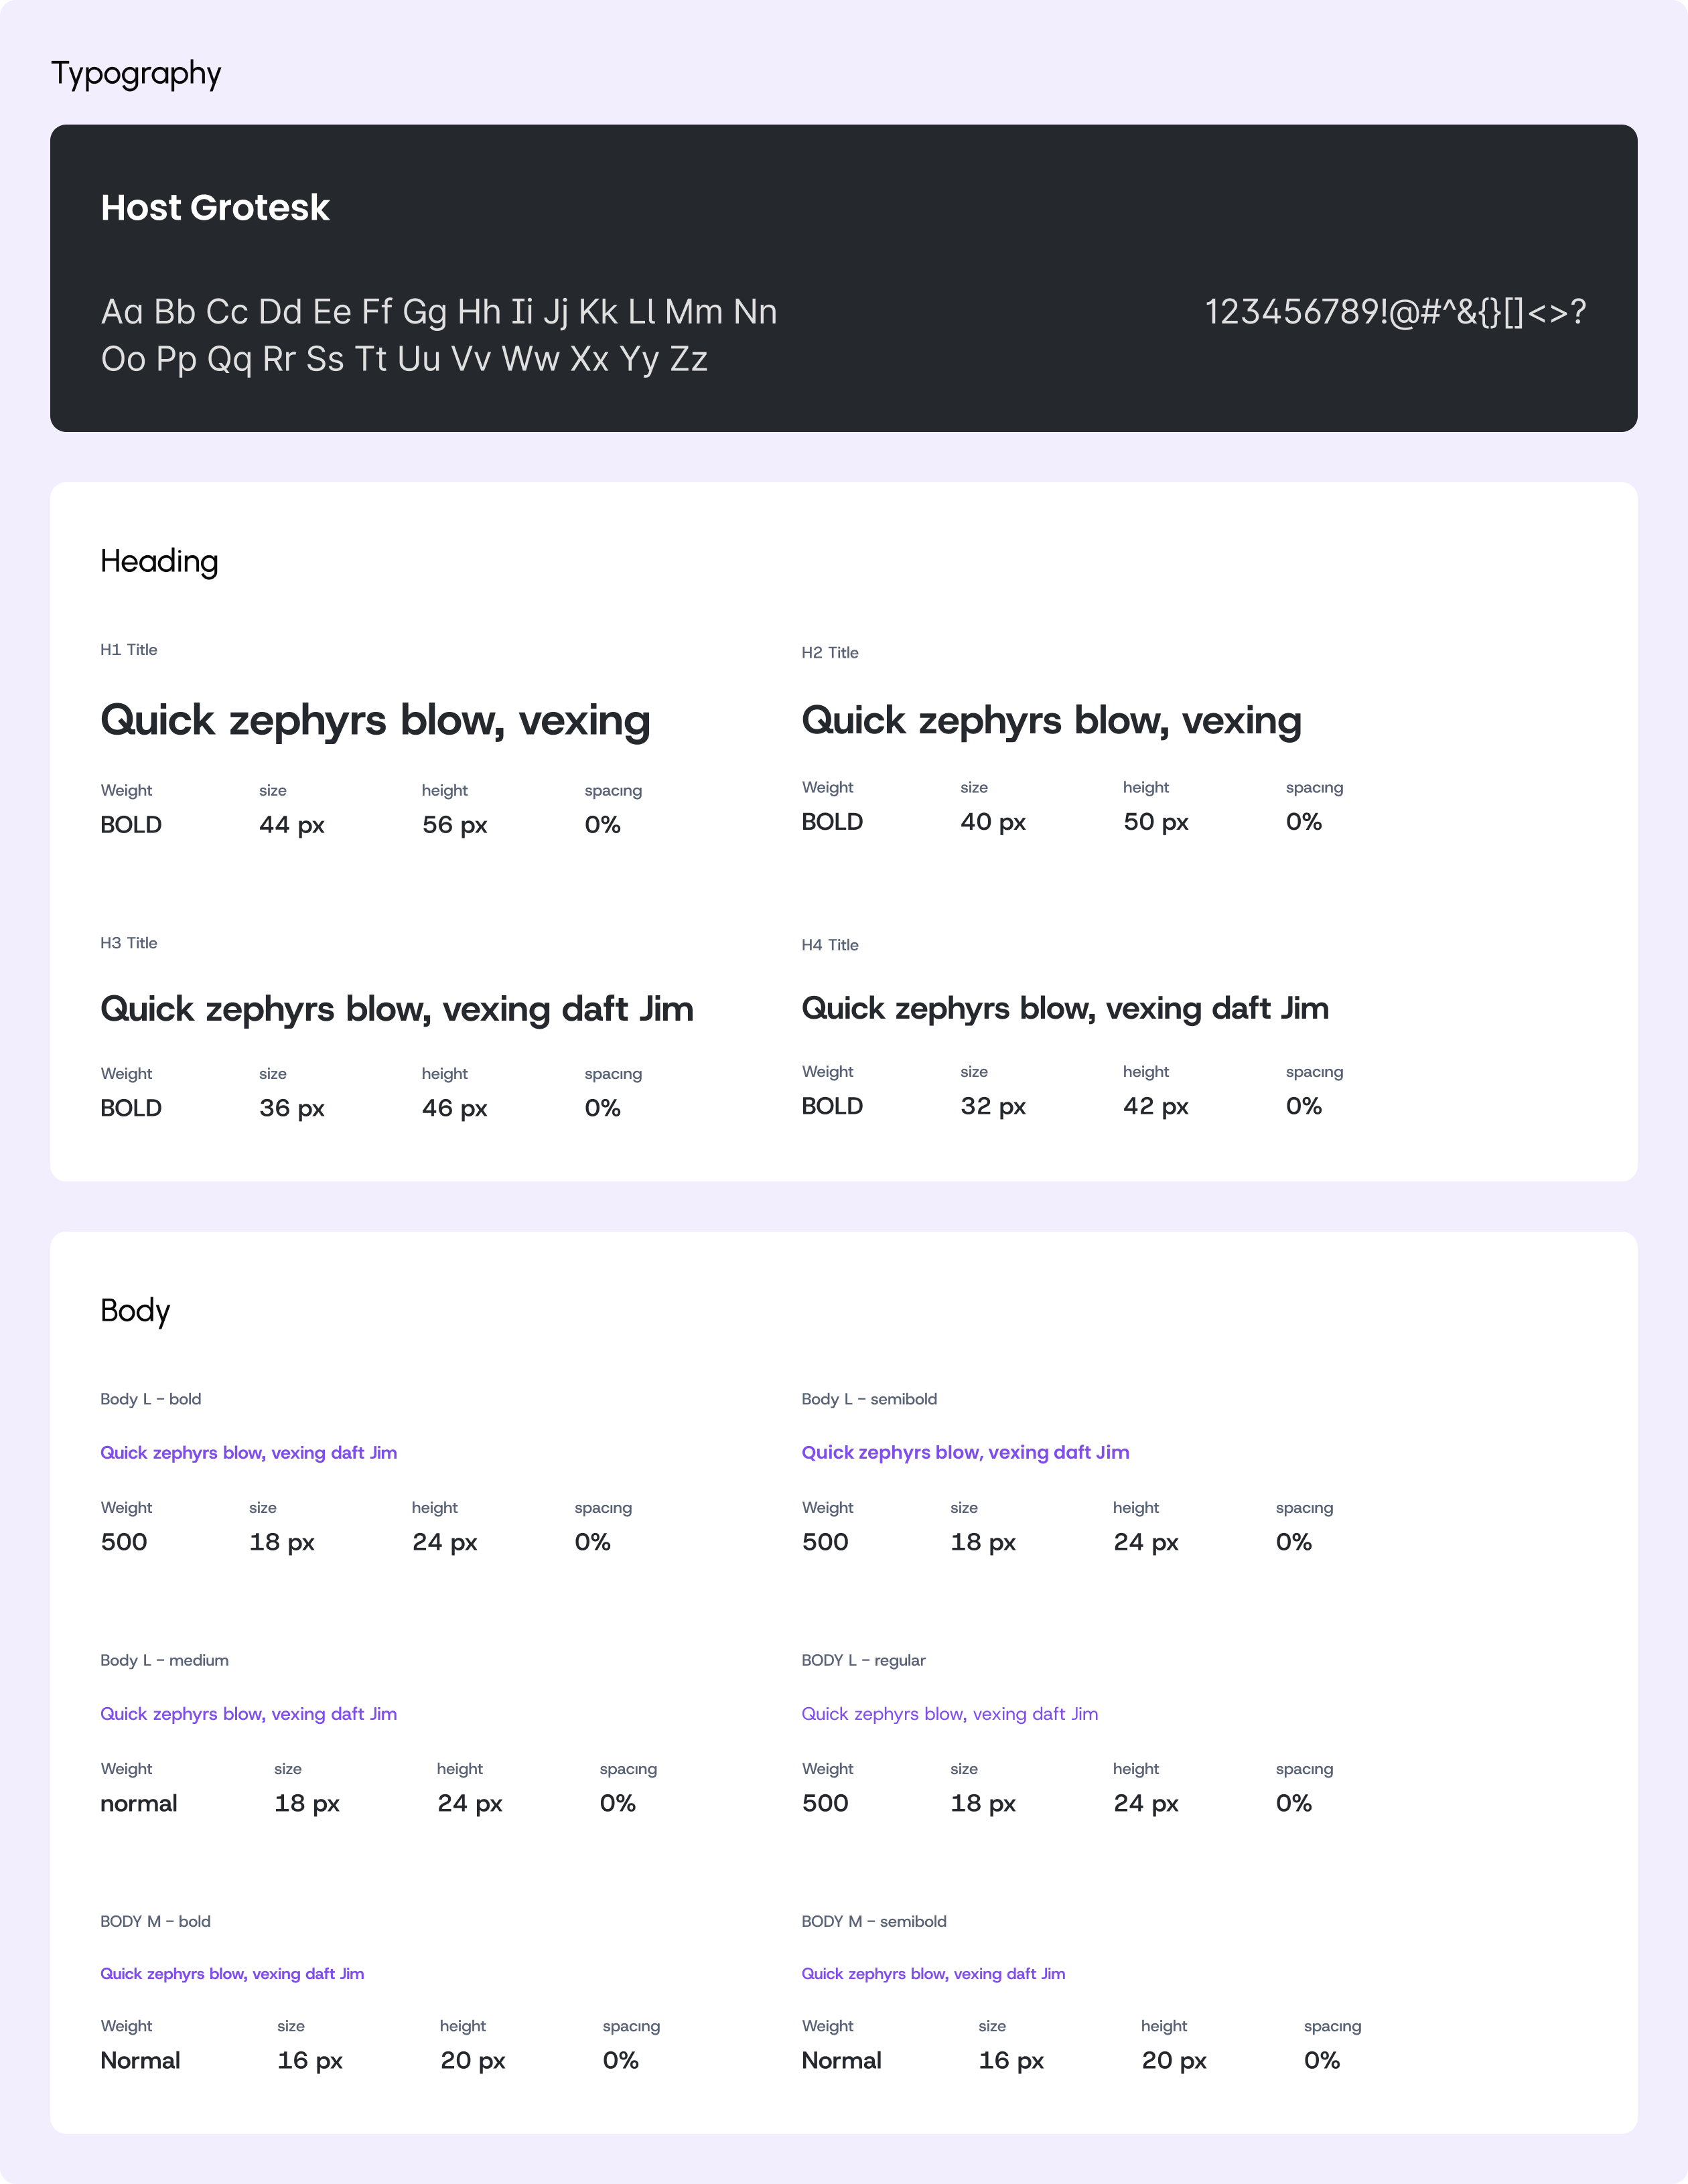 Typography
Host Grotesk
Aa Bb Cc Dd Ee Ff Gg Hh Ii Jj Kk Ll Mm Nn
Oo Pp Qq Rr Ss Tt Uu Vv Ww Xx Yy Zz
123456789!@#^&{}[]<>?
Heading
H1 Title
Quick zephyrs blow, vexing
Weight size height spacıng
BOLD 44 px 56 px 0%
H2 Title
Quick zephyrs blow, vexing
Weight size height spacıng
BOLD 40 px 50 px 0%
H3 Title
Quick zephyrs blow, vexing daft Jim
Weight size height spacıng
BOLD 36 px 46 px 0%
H4 Title
Quick zephyrs blow, vexing daft Jim
Weight size height spacıng
BOLD 32 px 42 px 0%
Body
Body L - bold
Quick zephyrs blow, vexing daft Jim
Weight size height spacıng
500 18 px 24 px 0%
Body L - semibold
Quick zephyrs blow, vexing daft Jim
Weight size height spacıng
500 18 px 24 px 0%
Body L - medium
Quick zephyrs blow, vexing daft Jim
Weight size height spacıng
normal 18 px 24 px 0%
BODY L - regular
Quick zephyrs blow, vexing daft Jim
Weight size height spacıng
500 18 px 24 px 0%
BODY M - bold
Quick zephyrs blow, vexing daft Jim
Weight size height spacıng
Normal 16 px 20 px 0%
BODY M - semibold
Quick zephyrs blow, vexing daft Jim
Weight size height spacıng
Normal 16 px 20 px 0%